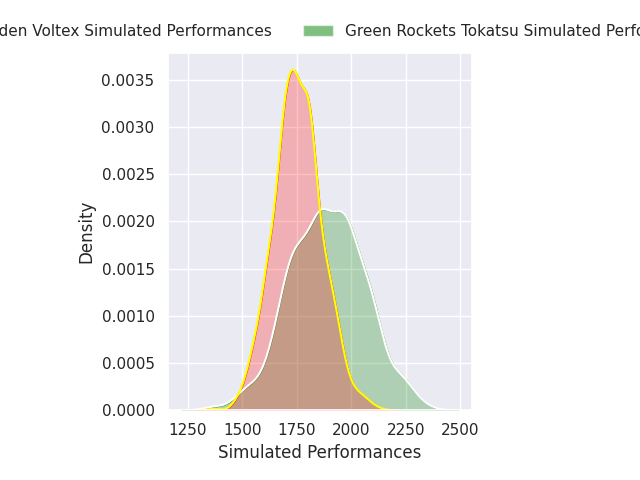 den Voltex Simulated Performances
Green Rockets Tokatsu Simulated Perfo
0.0035
0.0030
0.0025
0.0020
0.0015
0.0010
0.0005
0.0000
Density
1250 1500 1750 2000 2250 2500
Simulated Performances